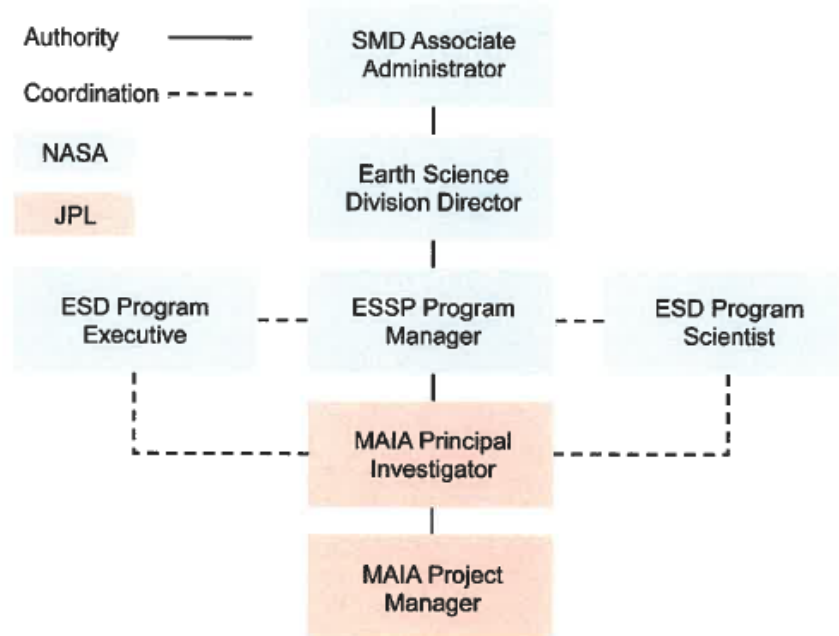 Authority
Coordination
NASA
JPL
SMD Associate
Administrator
Earth Science
Division Director
ESD Program
Executive
ESSP Program
Manager
ESD Program
Scientist
MAIA Principal
Investigator
MAIA Project
Manager